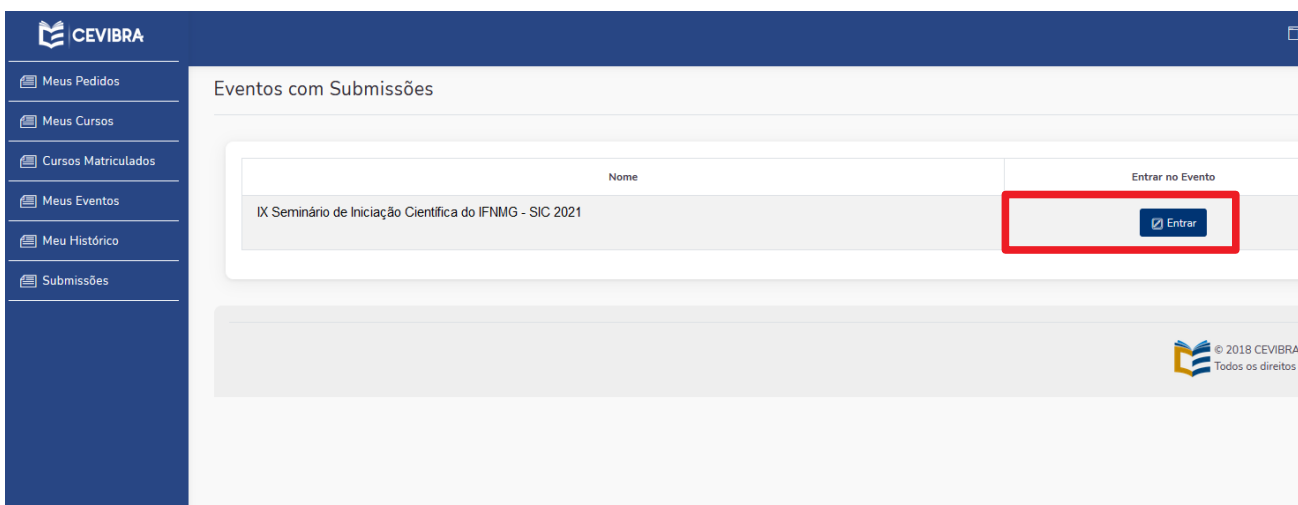 CEVIBRA
Meus Pedidos
Meus Cursos
Cursos Matriculados
Meus Eventos
Meu Histórico
Submissões
Eventos com Submissões
Nome
Entrar no Evento
IX Seminário de Iniciação Científica do IFNMG - SIC 2021
Entrar
© 2018 CEVIBRA
Todos os direitos